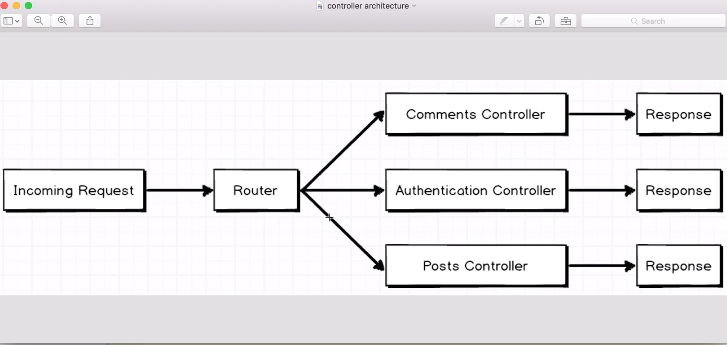 controller architecture
Search
Comments Controller
Response
Incoming Request
Router
Authentication Controller
Response
Posts Controller
Response